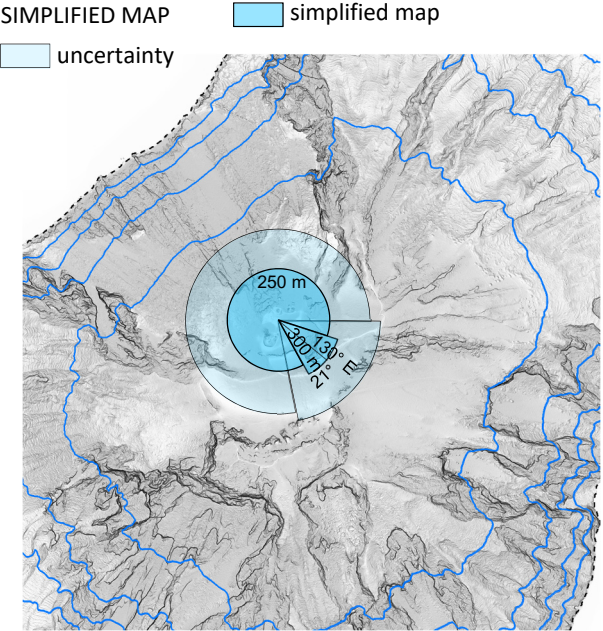 SIMPLIFIED MAP
simplified map
uncertainty
250 m
300 m
130° E
21°